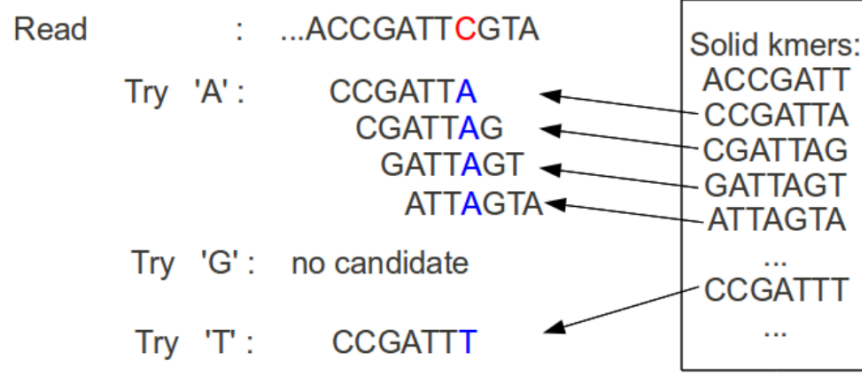 Read : ...ACCGATTCGTA
Try 'A' : CCGATTA
CGATTAG
GATTAGT
ATTAGTA
Try 'G' : no candidate
Try 'T' : CCGATTT
Solid kmers:
ACCGATT
CCGATTA
CGATTAG
GATTAGT
ATTAGTA
...
CCGATTT
...